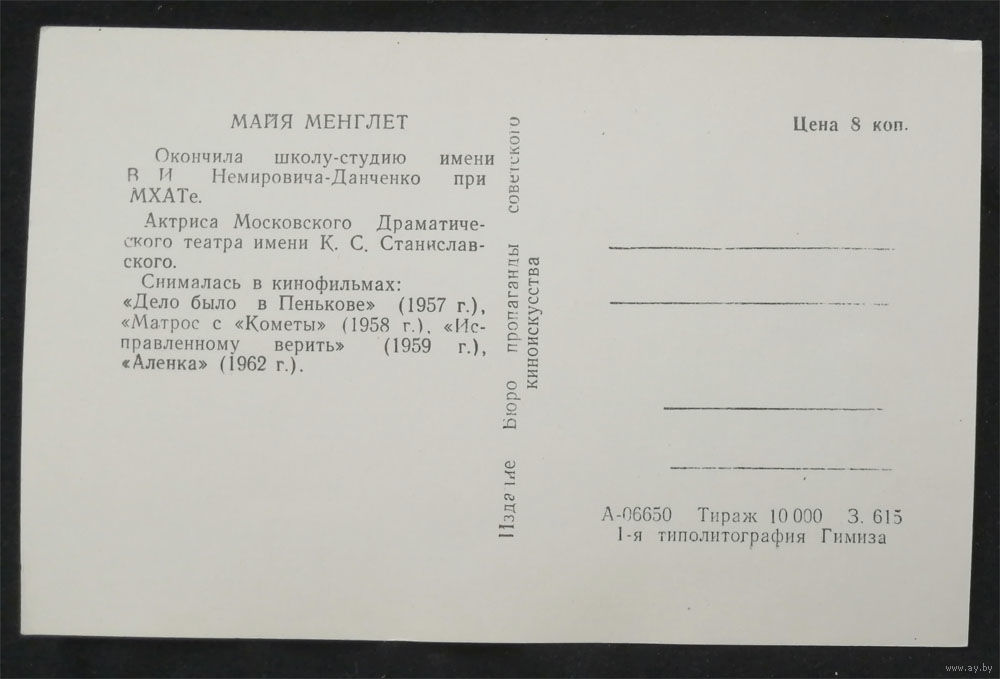 МАЙЯ МЕНГЛЕТ
Окончила школу-студию имени
В И Немировича-Данченко при
МХАТе.
Актриса Московского Драматиче-
ского театра имени К. С. Станислав-
ского.
Снималась в кинофильмах:
«Дело было в Пенькове» (1957 г.),
«Матрос с «Кометы» (1958 г.), «Ис-
правленному верить» (1959 г.),
«Аленка» (1962 г.).
Издание Бюро пропаганды советского
киноискусства
Цена 8 коп.
А-06650 Тираж 10 000 З. 615
1-я типолитография Гимиза
www.ay.by